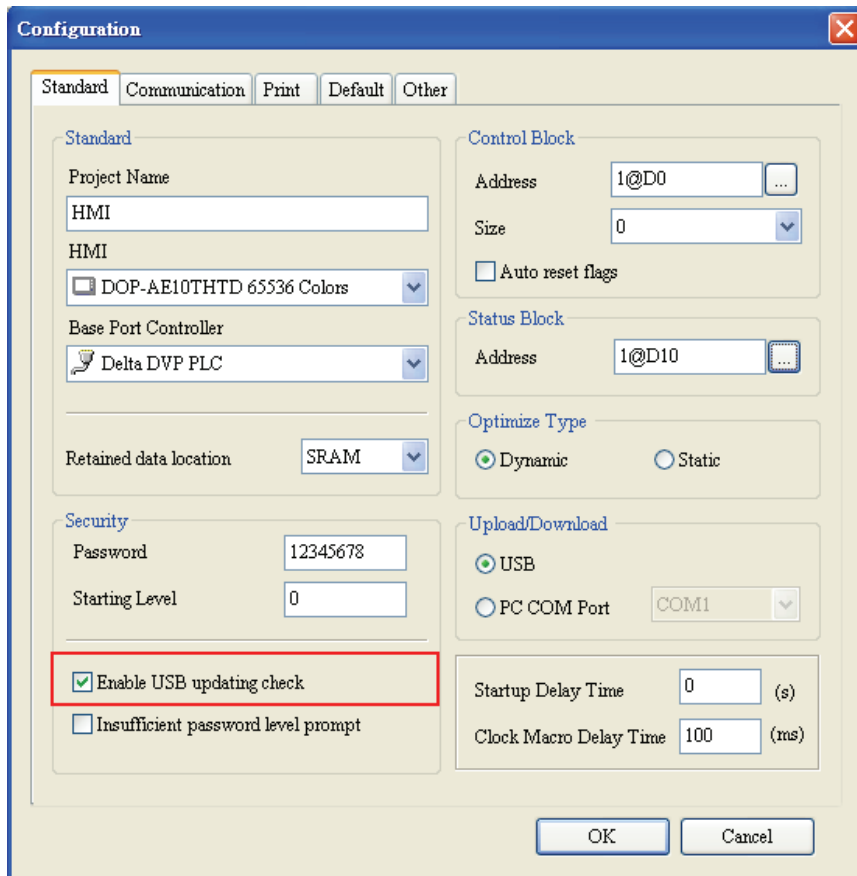 Configuration
Standard
Communication
Print
Default
Other
Standard
Project Name
HMI
HMI
DOP-AE10THTD 65536 Colors
Base Port Controller
Delta DVP PLC
Retained data location
SRAM
Security
Password
12345678
Starting Level
0
Enable USB updating check
Insufficient password level prompt
Control Block
Address
1@D0
...
Size
0
Auto reset flags
Status Block
Address
1@D10
...
Optimize Type
Dynamic
Static
Upload/Download
USB
PC COM Port
COM1
Startup Delay Time
0
(s)
Clock Macro Delay Time
100
(ms)
OK
Cancel